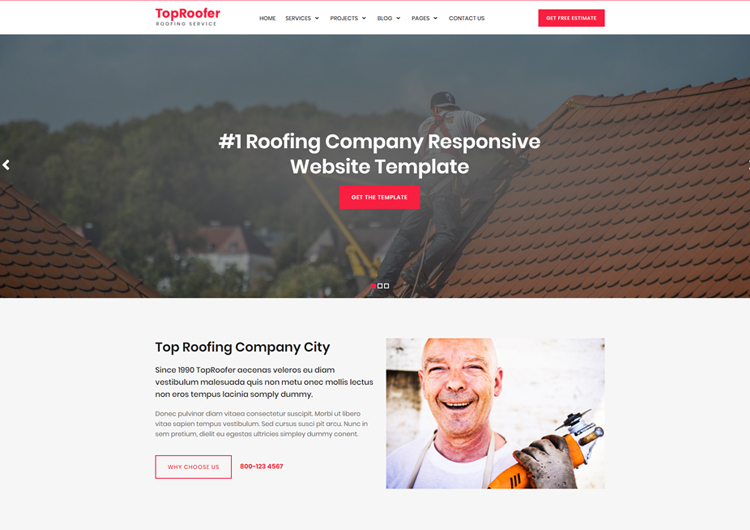 TopRoofer
ROOFING SERVICE
HOME SERVICES PROJECTS BLOG PAGES CONTACT US
GET FREE ESTIMATE
#1 Roofing Company Responsive
Website Template
GET THE TEMPLATE
Top Roofing Company City
Since 1990 TopRoofer aecenas veleros eu diam
vestibulum malesuada quis non metu onec mollis lectus
non eros tempus lacinia somply dummy.
Donec pulvinar diam vitaea consectetur suscipit. Morbi ut libero
vitae sapien tempus vestibulum. Sed cursus susci pit arcu. Nunc in
sem pretium, dielit eu egestas ultricies simpley dummy conent.
WHY CHOOSE US
800-123 4567